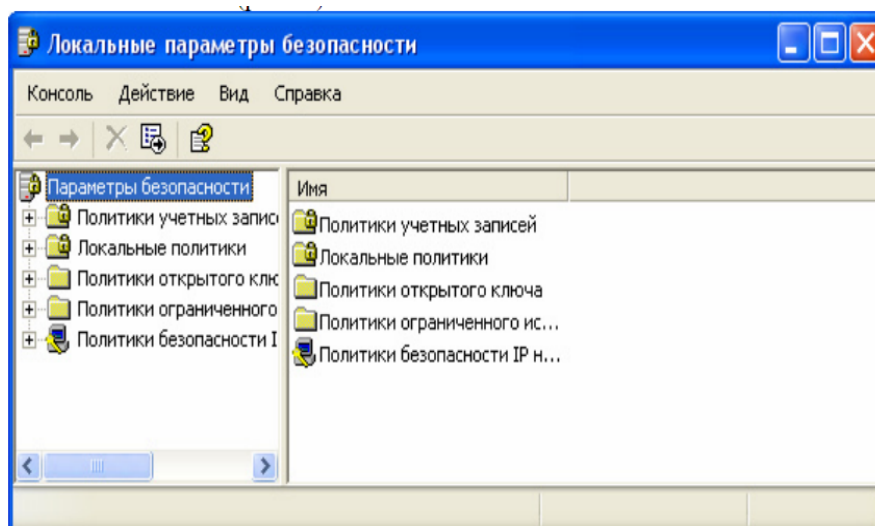 Локальные параметры безопасности
Консоль Действие Вид Справка
Параметры безопасности
Политики учетных запис
Локальные политики
Политики открытого клю
Политики ограниченного
Политики безопасности I
Имя
Политики учетных записей
Локальные политики
Политики открытого ключа
Политики ограниченного ис...
Политики безопасности IP н...